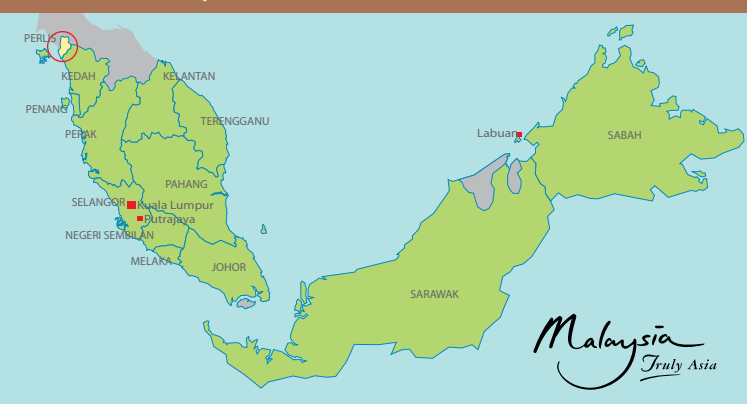 PERLIS
KEDAH
KELANTAN
PENANG
TERENGGANU
PERAK
Labuan
SABAH
PAHANG
SELANGOR
Kuala Lumpur
Putrajaya
NEGERI SEMBILAN
MELAKA
JOHOR
SARAWAK
Malaysia
Truly Asia